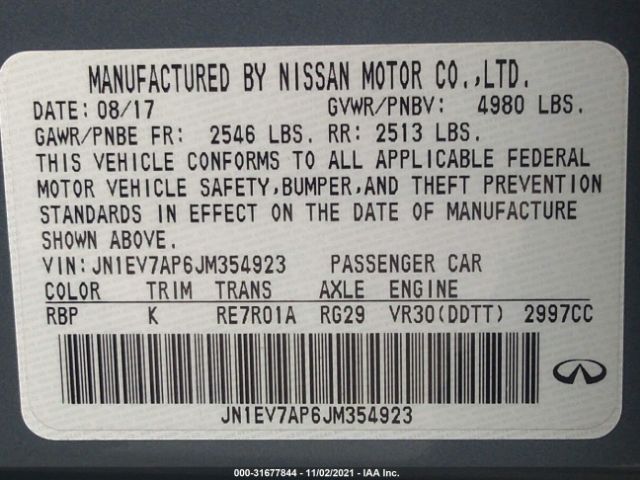 MANUFACTURED BY NISSAN MOTOR CO.,LTD.
DATE: 08/17 GVWR/PNBV: 4980 LBS.
GAWR/PNBE FR: 2546 LBS. RR: 2513 LBS.
THIS VEHICLE CONFORMS TO ALL APPLICABLE FEDERAL
MOTOR VEHICLE SAFETY,BUMPER,AND THEFT PREVENTION
STANDARDS IN EFFECT ON THE DATE OF MANUFACTURE
SHOWN ABOVE.
VIN:JN1EV7AP6JM354923 PASSENGER CAR
COLOR TRIM TRANS AXLE ENGINE
RBP K RE7R01A RG29 VR30(DDTT) 2997CC
JN1EV7AP6JM354923
000-31677844 - 11/02/2021 - IAA Inc.